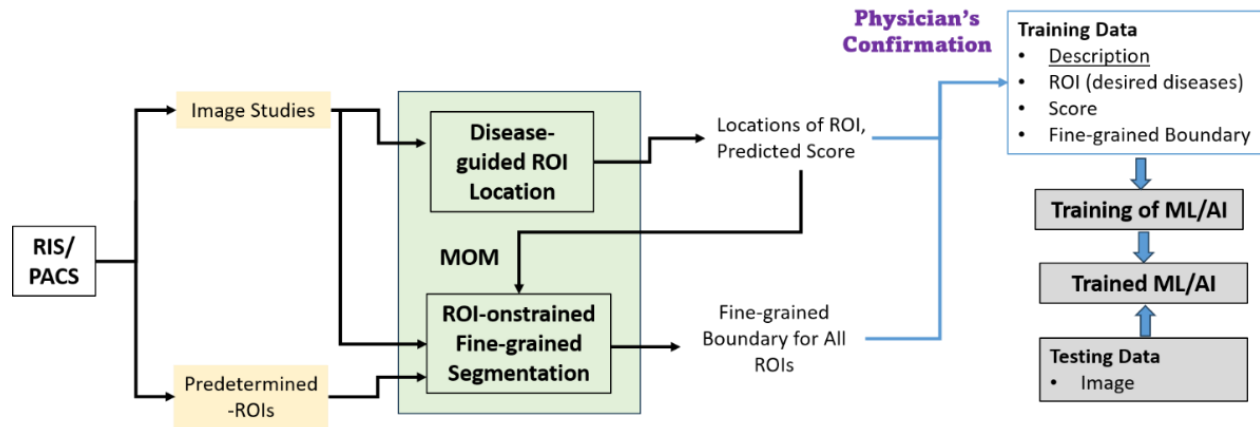 RIS/
PACS
Image Studies
Predetermined
-ROIs
Disease-
guided ROI
Location
MOM
ROI-onstrained
Fine-grained
Segmentation
Locations of ROI,
Predicted Score
Fine-grained
Boundary for All
ROIs
Physician's
Confirmation
Training Data
• Description
• ROI (desired diseases)
• Score
• Fine-grained Boundary
Training of ML/AI
Trained ML/AI
Testing Data
• Image